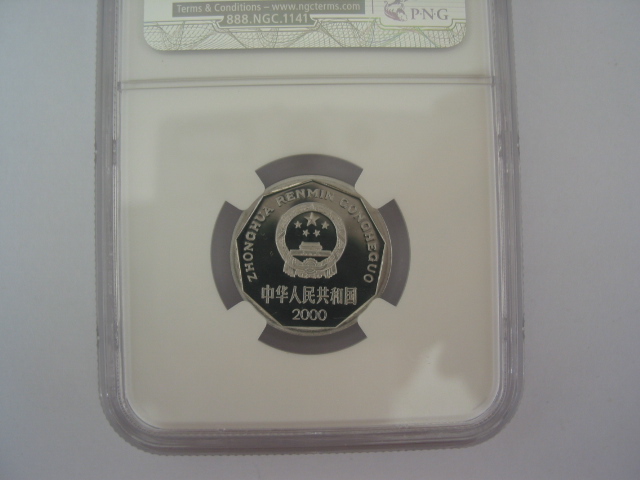 Terms & Conditions – www.ngcterms.com
888.NGC.1141
PNG
ZHONGHUA RENMIN GONGHEGUO
中华人民共和国
2000